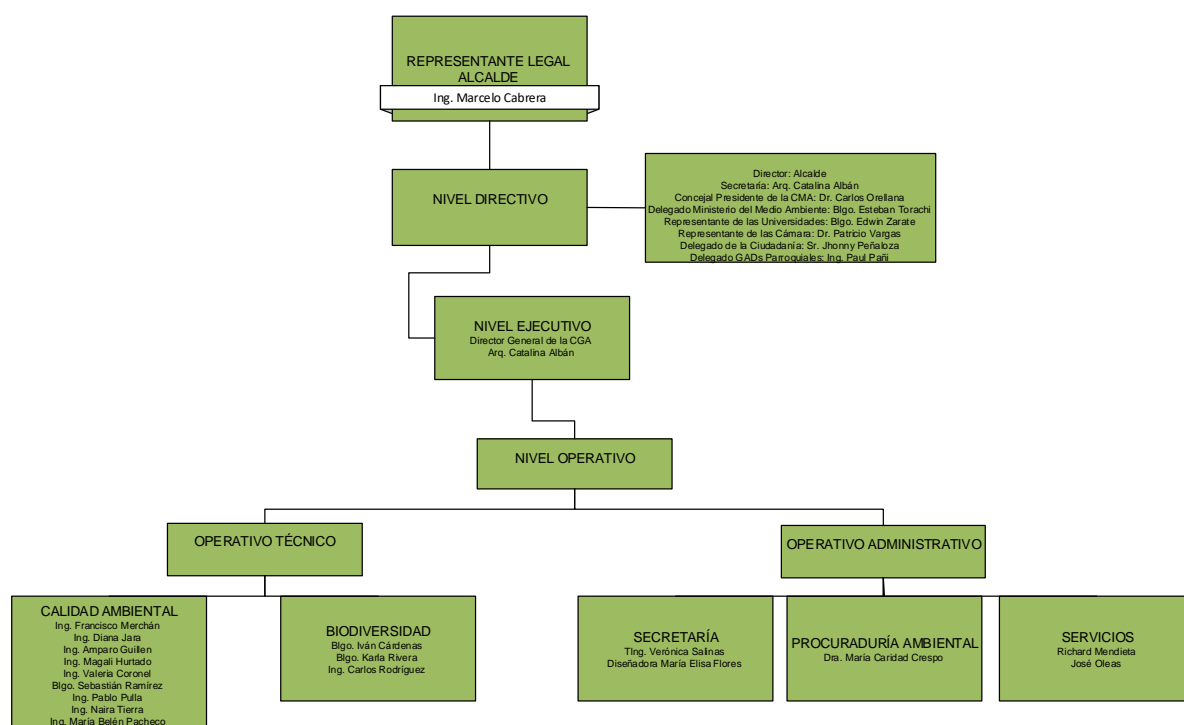 REPRESENTANTE LEGAL
ALCALDE
Ing. Marcelo Cabrera
NIVEL DIRECTIVO
Director: Alcalde
Secretaría: Arq. Catalina Albán
Concejal Presidente de la CMA: Dr. Carlos Orellana
Delegado Ministerio del Medio Ambiente: Blgo. Esteban Torachi
Representante de las Universidades: Blgo. Edwin Zarate
Representante de las Cámara: Dr. Patricio Vargas
Delegado de la Ciudadanía: Sr. Jhonny Peñaloza
Delegado GADs Parroquiales: Ing. Paul Pañi
NIVEL EJECUTIVO
Director General de la CGA
Arq. Catalina Albán
NIVEL OPERATIVO
OPERATIVO TÉCNICO
OPERATIVO ADMINISTRATIVO
CALIDAD AMBIENTAL
Ing. Francisco Merchán
Ing. Diana Jara
Ing. Amparo Guillen
Ing. Magali Hurtado
Ing. Valeria Coronel
Blgo. Sebastián Ramírez
Ing. Pablo Pulla
Ing. Naira Tierra
Ing. María Belén Pacheco
BIODIVERSIDAD
Blgo. Iván Cárdenas
Blgo. Karla Rivera
Ing. Carlos Rodríguez
SECRETARÍA
Tlng. Verónica Salinas
Diseñadora María Elisa Flores
PROCURADURÍA AMBIENTAL
Dra. María Caridad Crespo
SERVICIOS
Richard Mendieta
José Oleas